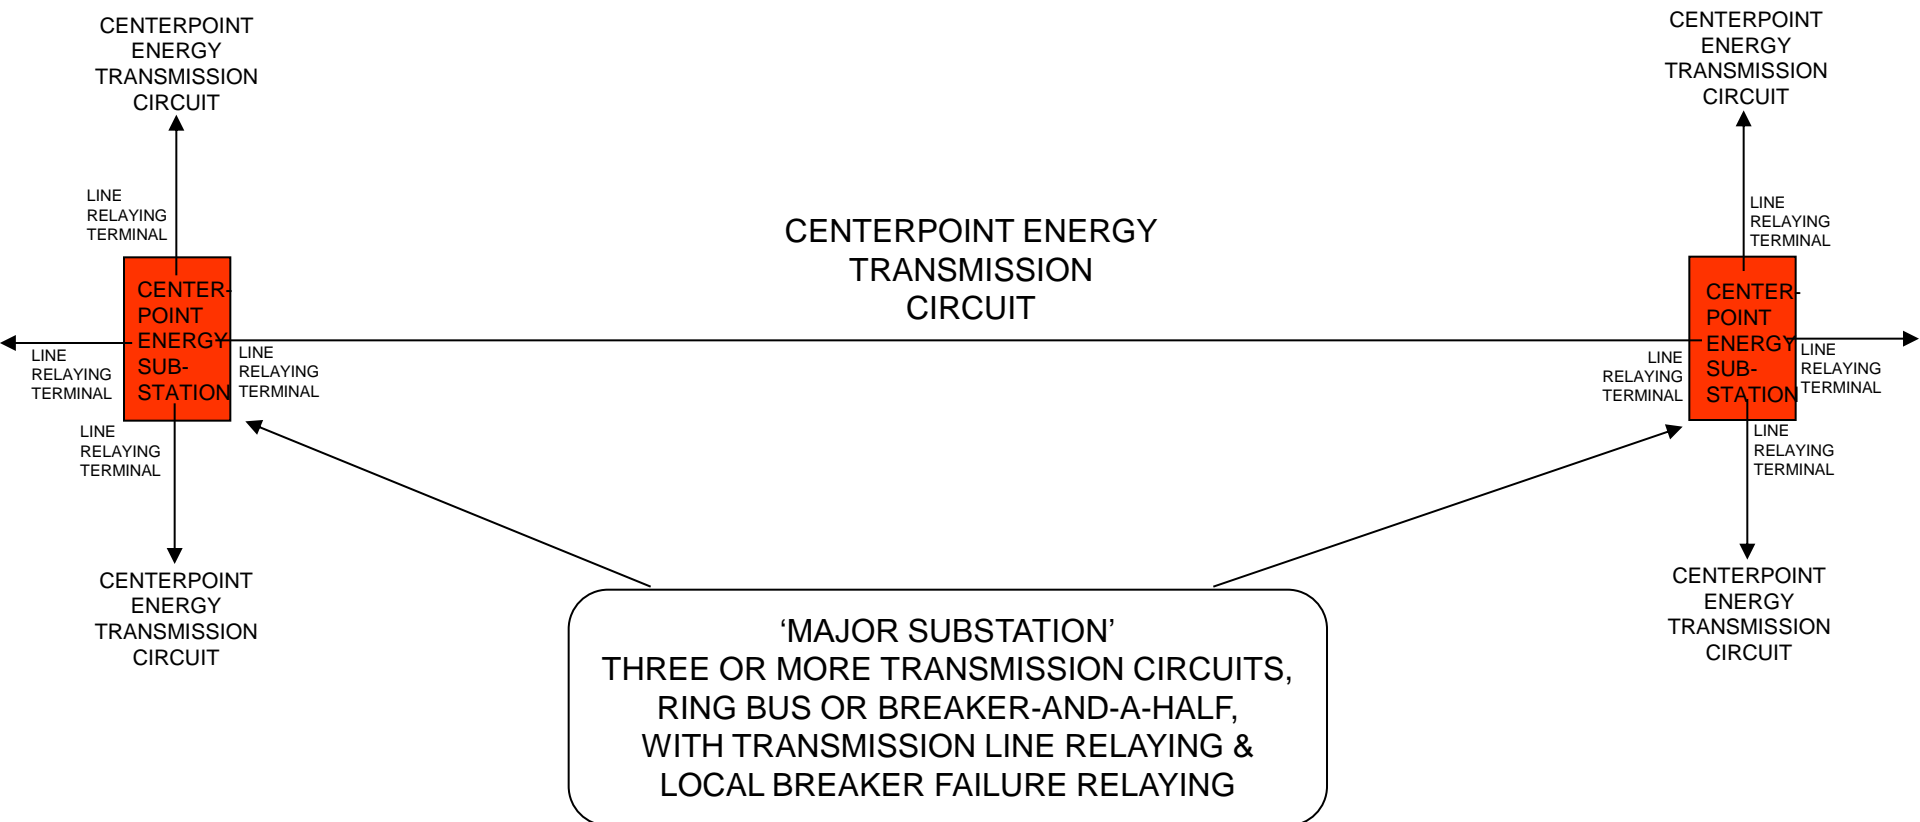 CENTERPOINT
ENERGY
TRANSMISSION
CIRCUIT
CENTERPOINT
ENERGY
TRANSMISSION
CIRCUIT
LINE
RELAYING
TERMINAL
LINE
RELAYING
TERMINAL
CENTERPOINT ENERGY
TRANSMISSION
CIRCUIT
CENTER-
POINT
ENERGY
SUB-
STATION
CENTER-
POINT
ENERGY
SUB-
STATION
LINE
RELAYING
TERMINAL
LINE
RELAYING
TERMINAL
LINE
RELAYING
TERMINAL
LINE
RELAYING
TERMINAL
LINE
RELAYING
TERMINAL
LINE
RELAYING
TERMINAL
CENTERPOINT
ENERGY
TRANSMISSION
CIRCUIT
CENTERPOINT
ENERGY
TRANSMISSION
CIRCUIT
‘MAJOR SUBSTATION’
THREE OR MORE TRANSMISSION CIRCUITS,
RING BUS OR BREAKER-AND-A-HALF,
WITH TRANSMISSION LINE RELAYING &
LOCAL BREAKER FAILURE RELAYING